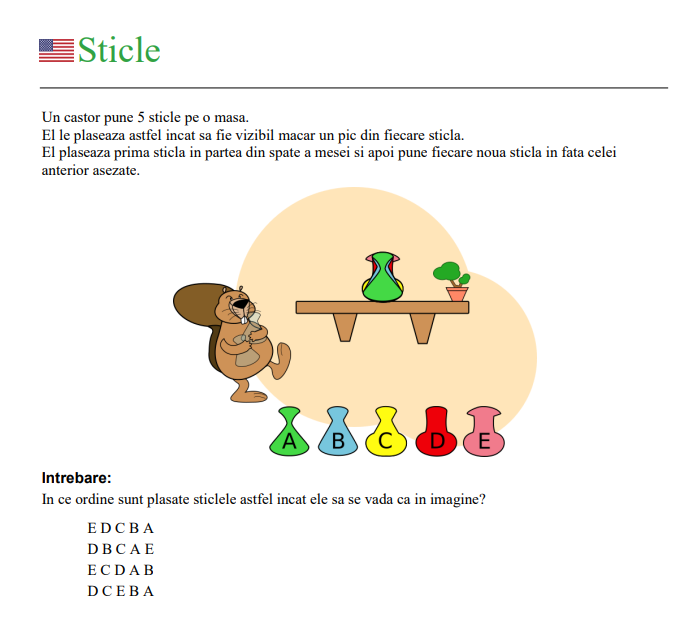 Sticle
Un castor pune 5 sticle pe o masa.
El le plaseaza astfel incat sa fie vizibil macar un pic din fiecare sticla.
El plaseaza prima sticla in partea din spate a mesei si apoi pune fiecare noua sticla in fata celei
anterior asezate.
A B C D E
Intrebare:
In ce ordine sunt plasate sticlele astfel incat ele sa se vada ca in imagine?
E D C B A
D B C A E
E C D A B
D C E B A